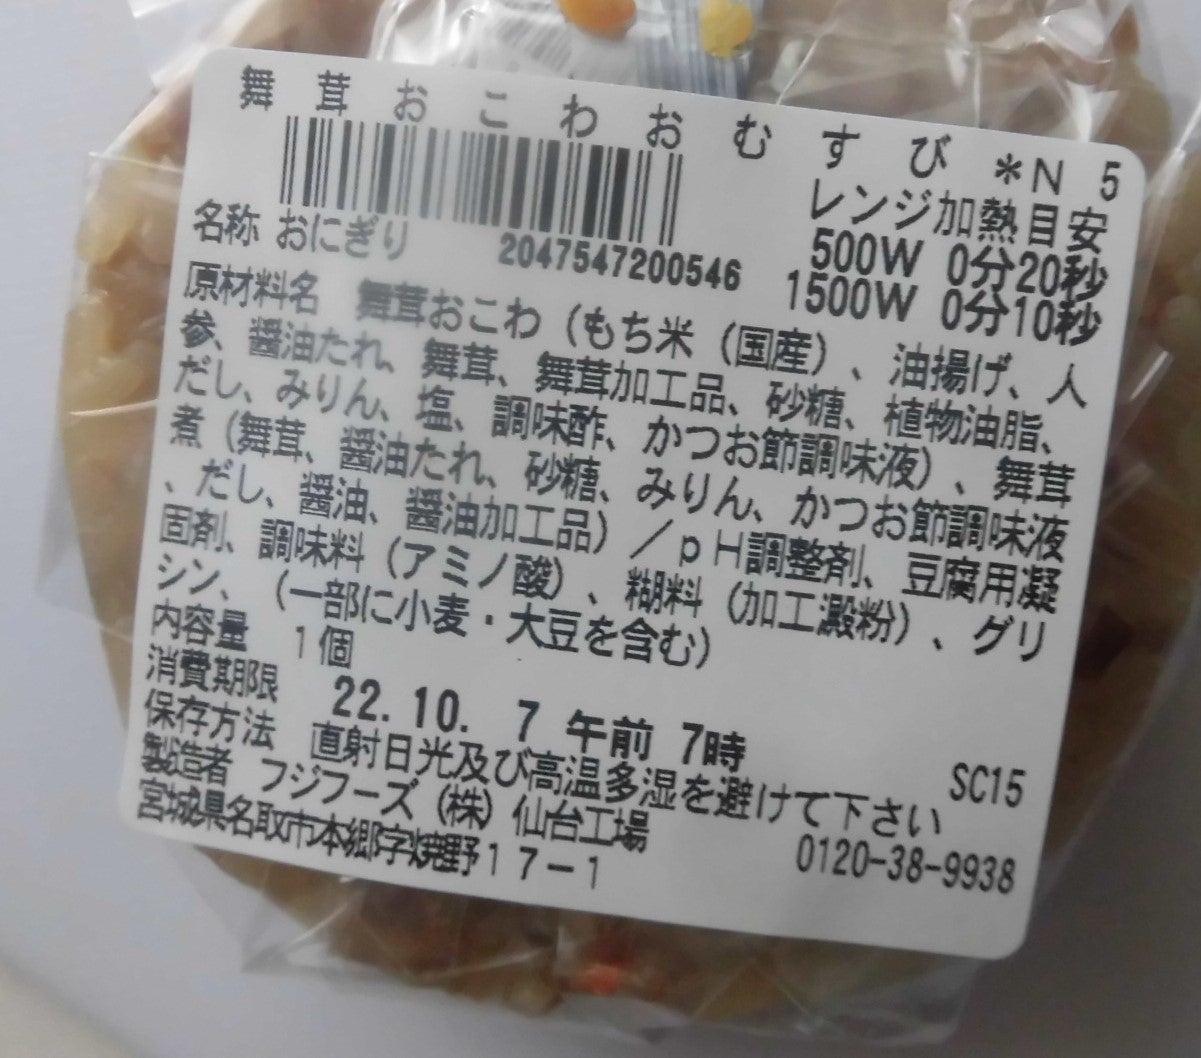 舞茸おこわおむすび *N 5
レンジ加熱目安
500W 0分20秒
1500W 0分10秒
2047547200546
名称 おにぎり
原材料名 舞茸おこわ(もち米(国産)、油揚げ、人
参、醤油たれ、舞茸、舞茸加工品、砂糖、植物油脂、
だし、みりん、塩、調味酢、かつお節調味液)、舞茸
煮(舞茸、醤油たれ、砂糖、みりん、かつお節調味液
、だし、醤油、醤油加工品)/pH調整剤、豆腐用凝
固剤、調味料(アミノ酸)、糊料(加工澱粉)、グリ
シン、(一部に小麦・大豆を含む)
内容量 1個
消費期限 22.10. 7 午前 7時
保存方法 直射日光及び高温多湿を避けて下さい
SC15
製造者 フジフーズ(株)仙台工場
宮城県名取市本郷字焼野17-1
0120-38-9938